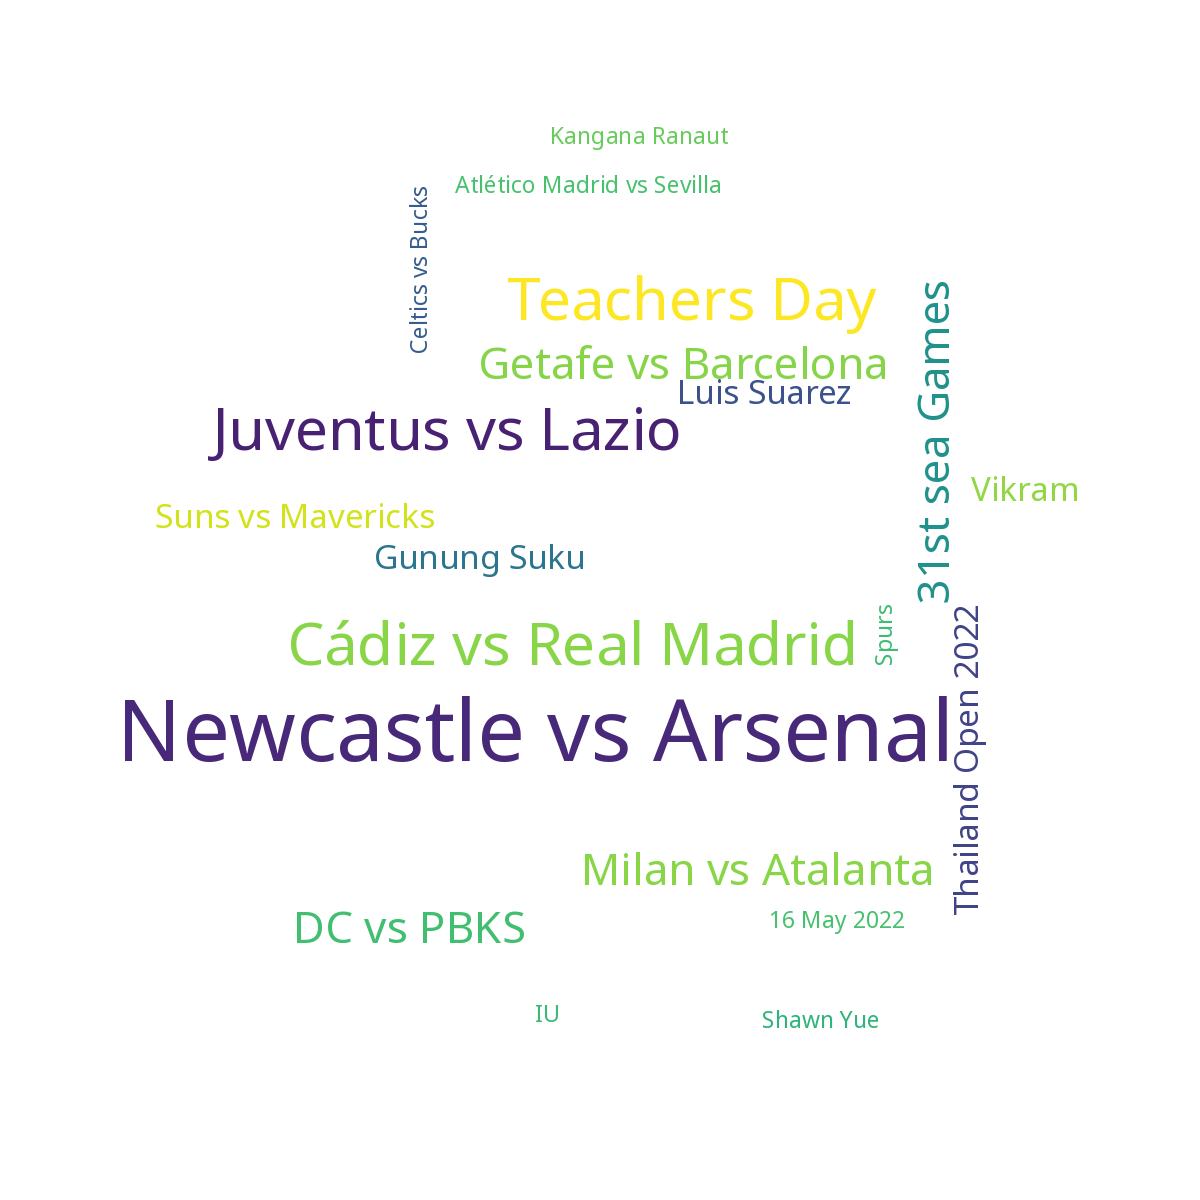 Kangana Ranaut
Atlético Madrid vs Sevilla
Celtics vs Bucks
Teachers Day
Getafe vs Barcelona
Luis Suarez
31st sea Games
Juventus vs Lazio
Vikram
Suns vs Mavericks
Gunung Suku
Cádiz vs Real Madrid
Spurs
Thailand Open 2022
Newcastle vs Arsenal
Milan vs Atalanta
DC vs PBKS
16 May 2022
IU
Shawn Yue